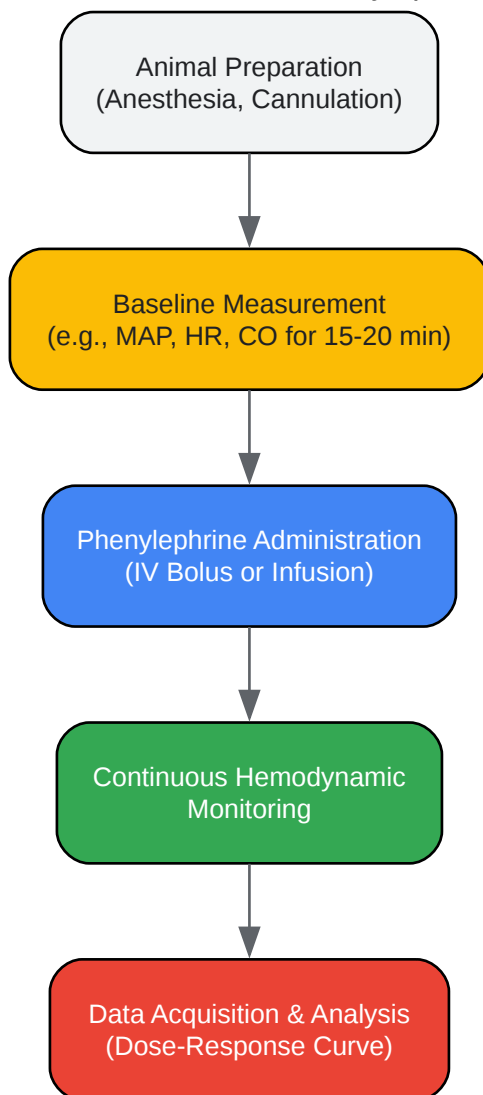 Animal Preparation
(Anesthesia, Cannulation)
Baseline Measurement
(e.g., MAP, HR, CO for 15-20 min)
Phenylephrine Administration
(IV Bolus or Infusion)
Continuous Hemodynamic
Monitoring
Data Acquisition & Analysis
(Dose-Response Curve)